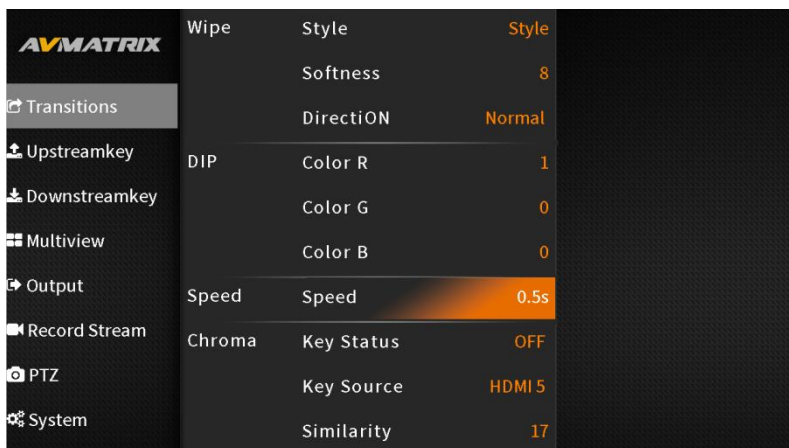 AVMATRIX
Transitions
Upstreamkey
Downstreamkey
Multiview
Output
Record Stream
PTZ
System
Wipe Style Style
Softness 8
DirectiON Normal
DIP Color R 1
Color G 0
Color B 0
Speed Speed 0.5s
Chroma Key Status OFF
Key Source HDMI 5
Similarity 17